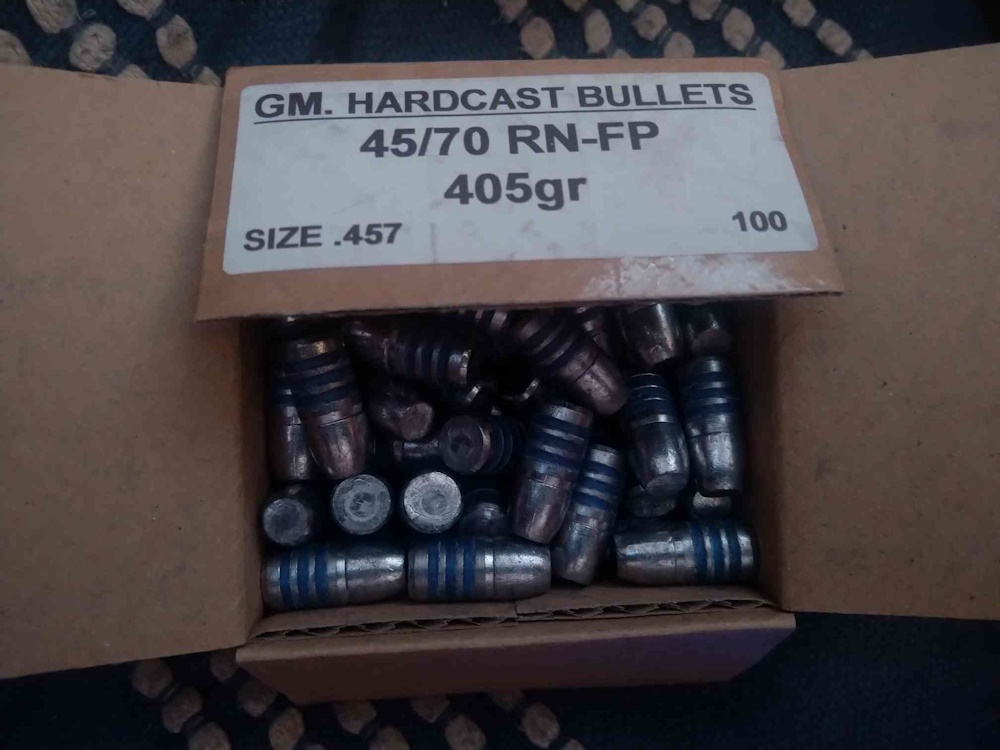 GM. HARDCAST BULLETS
45/70 RN-FP
405gr
SIZE .457 100